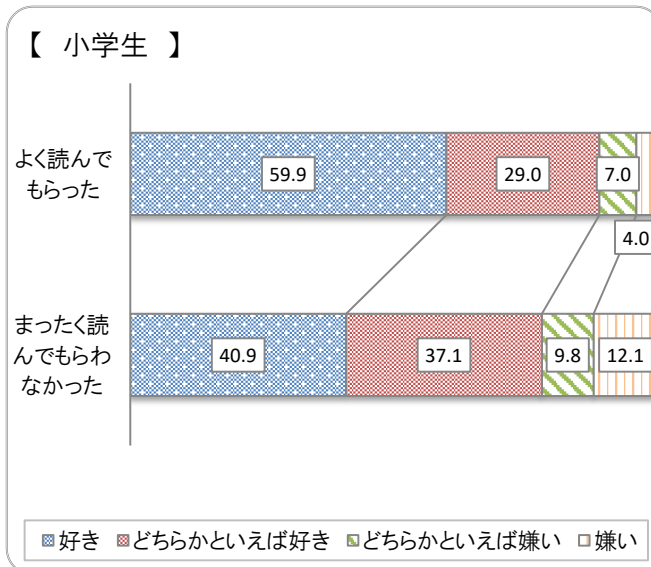 【 小学生 】
よく読んで
もらった
59.9
29.0
7.0
4.0
まったく読
んでもらわ
なかった
40.9
37.1
9.8
12.1
好き どちらかといえば好き どちらかといえば嫌い 嫌い